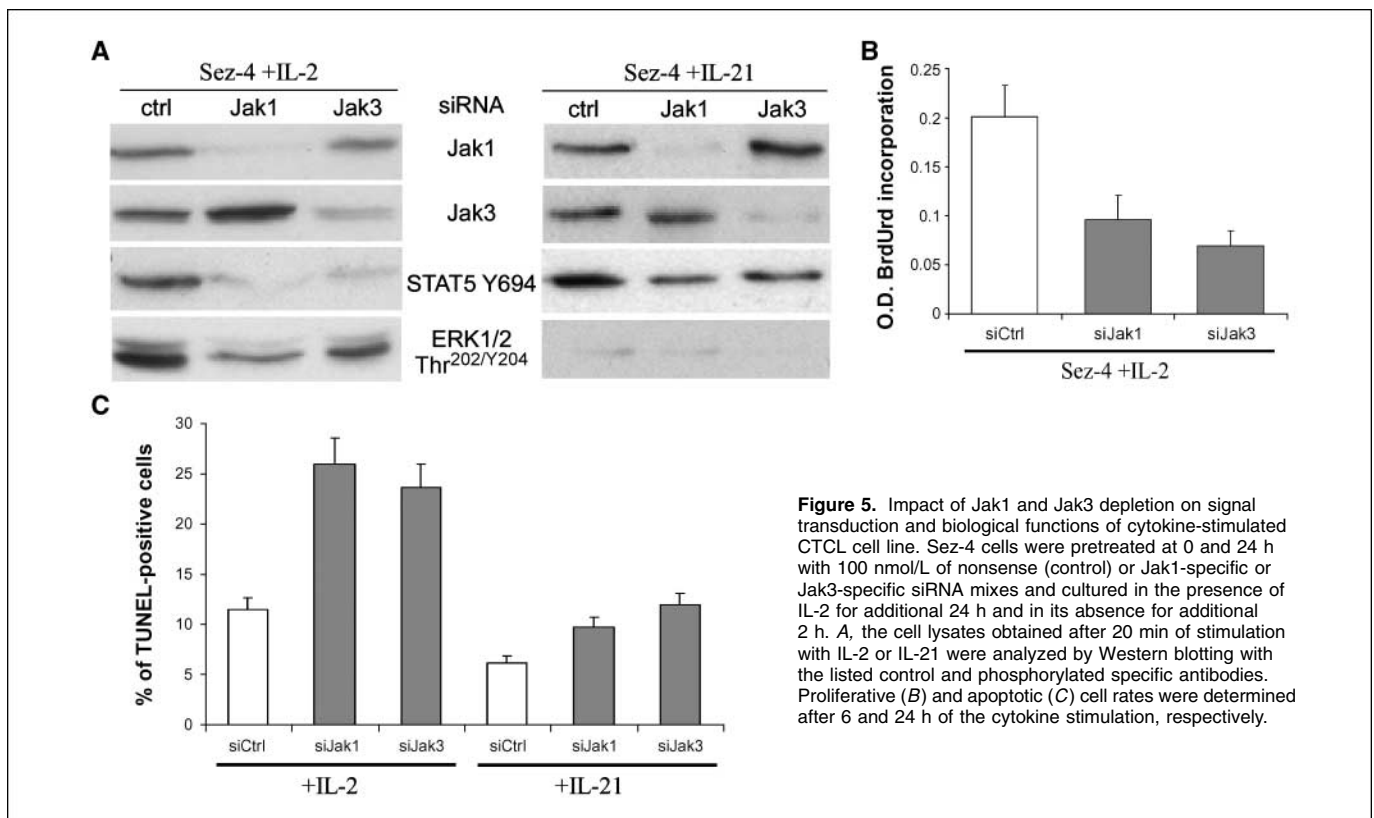 A
Sez-4 +IL-2
Sez-4 +IL-21
ctrl Jak1 Jak3 siRNA ctrl Jak1 Jak3
Jak1
Jak3
STAT5 Y694
ERK1/2
Thr202/Y204
B
O.D. BrdUrd incorporation
0.25
0.2
0.15
0.1
0.05
0
siCtrl siJak1 siJak3
Sez-4 +IL-2
C
% of TUNEL-positive cells
30
25
20
15
10
5
0
siCtrl siJak1 siJak3 siCtrl siJak1 siJak3
+IL-2 +IL-21
Figure 5. Impact of Jak1 and Jak3 depletion on signal
transduction and biological functions of cytokine-stimulated
CTCL cell line. Sez-4 cells were pretreated at 0 and 24 h
with 100 nmol/L of nonsense (control) or Jak1-specific or
Jak3-specific siRNA mixes and cultured in the presence of
IL-2 for additional 24 h and in its absence for additional
2 h. A, the cell lysates obtained after 20 min of stimulation
with IL-2 or IL-21 were analyzed by Western blotting with
the listed control and phosphorylated specific antibodies.
Proliferative (B) and apoptotic (C) cell rates were determined
after 6 and 24 h of the cytokine stimulation, respectively.